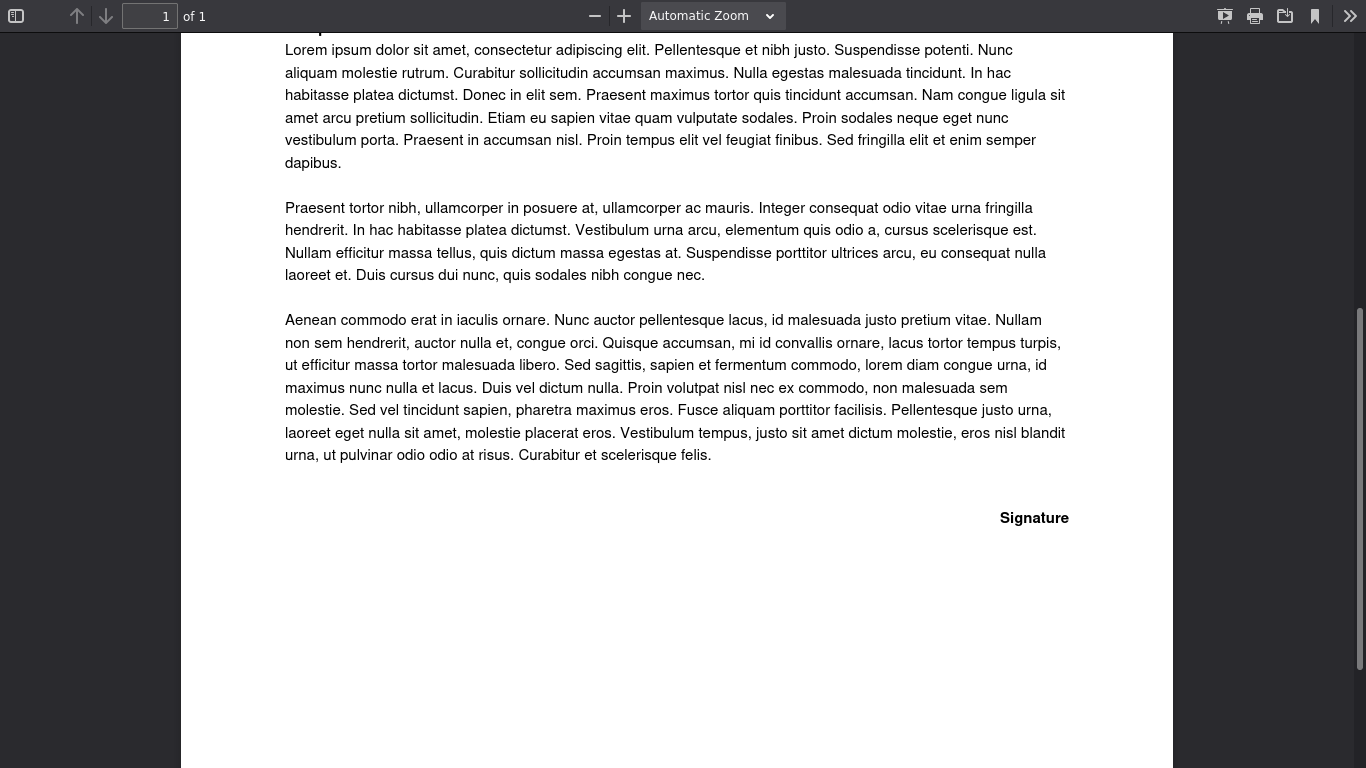 1 of 1
Automatic Zoom
Lorem ipsum dolor sit amet, consectetur adipiscing elit. Pellentesque et nibh justo. Suspendisse potenti. Nunc
aliquam molestie rutrum. Curabitur sollicitudin accumsan maximus. Nulla egestas malesuada tincidunt. In hac
habitasse platea dictumst. Donec in elit sem. Praesent maximus tortor quis tincidunt accumsan. Nam congue ligula sit
amet arcu pretium sollicitudin. Etiam eu sapien vitae quam vulputate sodales. Proin sodales neque eget nunc
vestibulum porta. Praesent in accumsan nisl. Proin tempus elit vel feugiat finibus. Sed fringilla elit et enim semper
dapibus.
Praesent tortor nibh, ullamcorper in posuere at, ullamcorper ac mauris. Integer consequat odio vitae urna fringilla
hendrerit. In hac habitasse platea dictumst. Vestibulum urna arcu, elementum quis odio a, cursus scelerisque est.
Nullam efficitur massa tellus, quis dictum massa egestas at. Suspendisse porttitor ultrices arcu, eu consequat nulla
laoreet et. Duis cursus dui nunc, quis sodales nibh congue nec.
Aenean commodo erat in iaculis ornare. Nunc auctor pellentesque lacus, id malesuada justo pretium vitae. Nullam
non sem hendrerit, auctor nulla et, congue orci. Quisque accumsan, mi id convallis ornare, lacus tortor tempus turpis,
ut efficitur massa tortor malesuada libero. Sed sagittis, sapien et fermentum commodo, lorem diam congue urna, id
maximus nunc nulla et lacus. Duis vel dictum nulla. Proin volutpat nisl nec ex commodo, non malesuada sem
molestie. Sed vel tincidunt sapien, pharetra maximus eros. Fusce aliquam porttitor facilisis. Pellentesque justo urna,
laoreet eget nulla sit amet, molestie placerat eros. Vestibulum tempus, justo sit amet dictum molestie, eros nisl blandit
urna, ut pulvinar odio odio at risus. Curabitur et scelerisque felis.
Signature